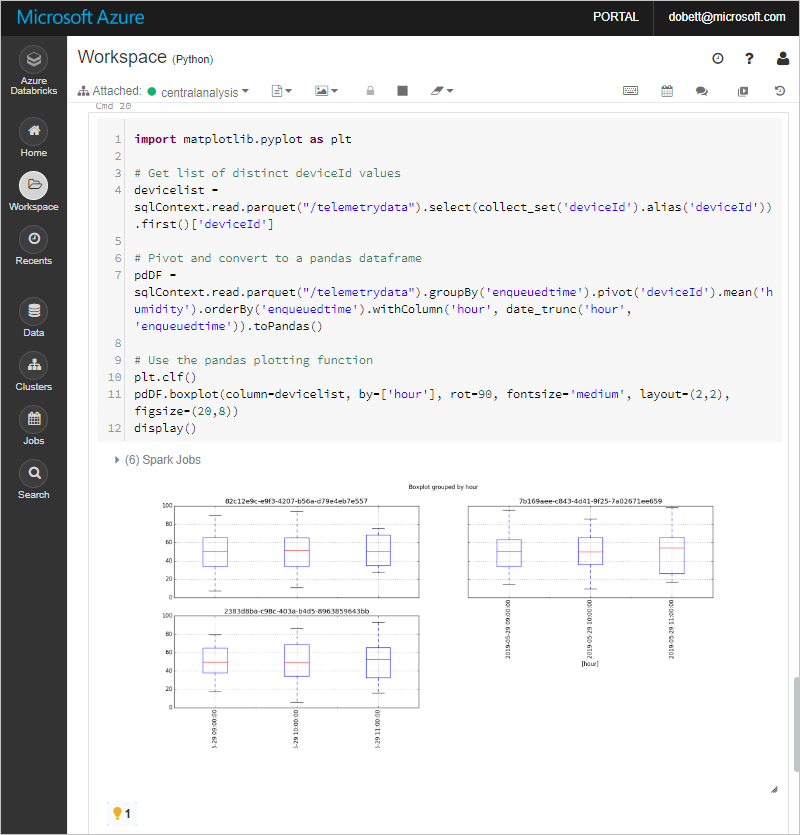 Microsoft Azure
PORTAL
dobett@microsoft.com
Azure
Databricks
Home
Workspace
Recents
Data
Clusters
Jobs
Search
Workspace (Python)
Attached: centralanalysis
Cmd 20
1 import matplotlib.pyplot as plt
2
3 # Get list of distinct deviceId values
4 devicelist =
sqlContext.read.parquet("/telemetrydata").select(collect_set('deviceId').alias('deviceId'))
.first()['deviceId']
5
6 # Pivot and convert to a pandas dataframe
7 pdDF =
sqlContext.read.parquet("/telemetrydata").groupBy('enqueuedtime').pivot('deviceId').mean('h
umidity').orderBy('enqueuedtime').withColumn('hour', date_trunc('hour',
'enqueuedtime')).toPandas()
8
9 # Use the pandas plotting function
10 plt.clf()
11 pdDF.boxplot(column=devicelist, by=['hour'], rot=90, fontsize='medium', layout=(2,2),
figsize=(20,8))
12 display()
(6) Spark Jobs
Boxplot grouped by hour
82c12e9c-e9f3-4207-b56a-d79e4eb7e557
100
80
60
40
20
0
7b169aee-c843-4d41-9f25-7a02671ee659
2019-05-29 09:00:00
2019-05-29 10:00:00
2019-05-29 11:00:00
[hour]
2383d8ba-c98c-403a-b4d5-8963859643bb
100
80
60
40
20
0
-29 09:00:00
-29 10:00:00
-29 11:00:00
1